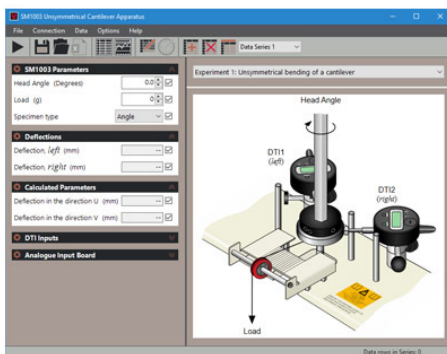 SM1003 Unsymmetrical Cantilever Apparatus
File Connection Data Options Help
Data Series 1
SM1003 Parameters
Head Angle (Degrees) 0.0
Load (g) 0
Specimen type Angle
Deflections
Deflection, left (mm) --
Deflection, right (mm) --
Calculated Parameters
Deflection in the direction U (mm) --
Deflection in the direction V (mm) --
DTI Inputs
Analogue Input Board
Experiment 1: Unsymmetrical bending of a cantilever
Head Angle
DTI1
(left)
DTI2
(right)
Load
Data rows in Series: 0